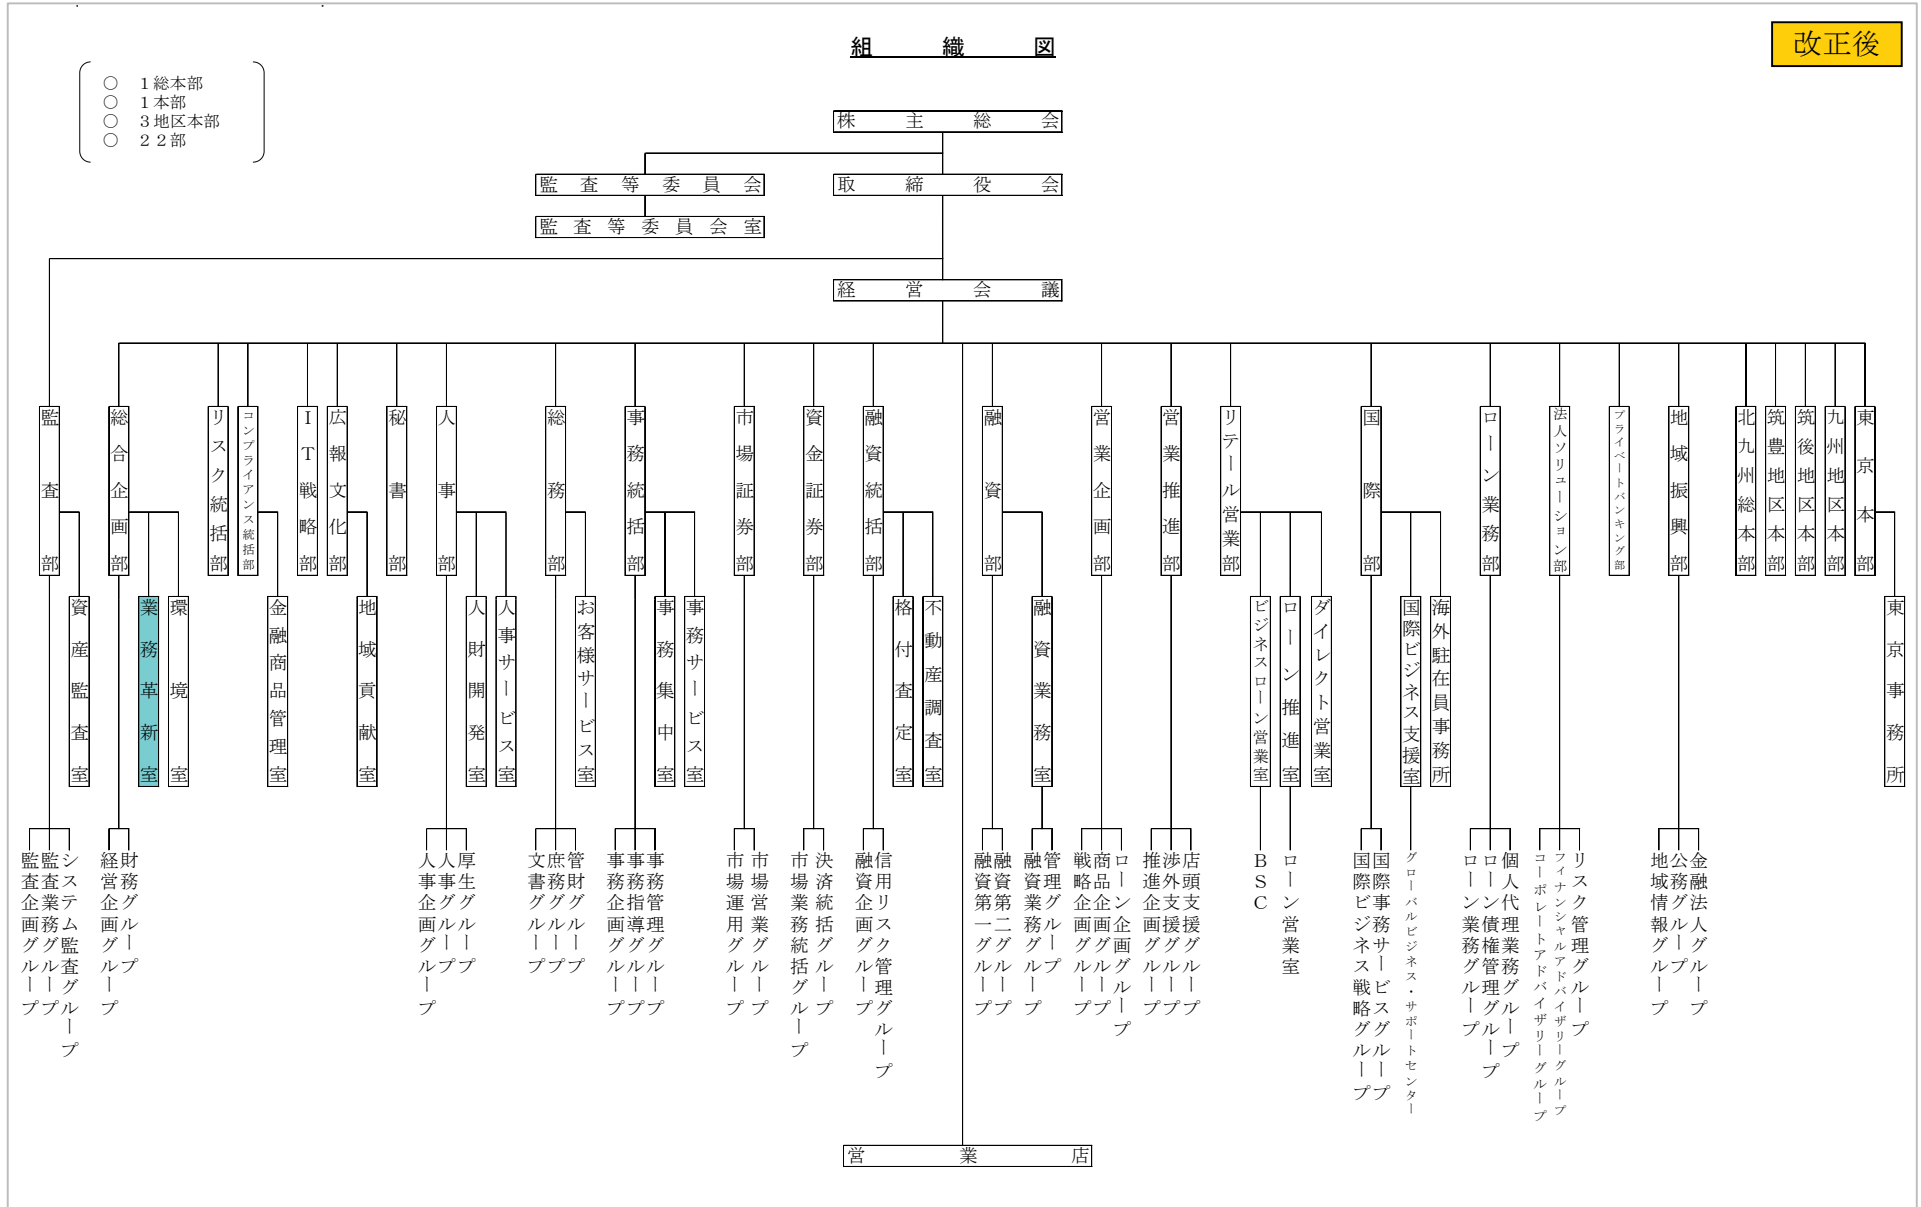 組織図
改正後
○ 1総本部
○ 1本部
○ 3地区本部
○ 22部
株主総会
監査等委員会
取締役会
監査等委員会室
経営会議
監査部
総合企画部
リスク統括部
コンプライアンス統括部
IT戦略部
広報文化部
秘書部
人事部
総務部
事務統括部
市場証券部
資金証券部
融資統括部
融資部
営業企画部
営業推進部
リテール営業部
国際部
ローン業務部
法人ソリューション部
プライベートバンキング部
地域振興部
北九州総本部
筑豊地区本部
筑後地区本部
九州地区本部
東京本部
資産監査室
業務革新室
環境室
金融商品管理室
地域貢献室
人財開発室
人事サービス室
お客様サービス室
事務集中室
事務サービス室
格付査定室
不動産調査室
融資業務室
ビジネスローン営業室
ローン推進室
ダイレクト営業室
国際ビジネス支援室
海外駐在員事務所
東京事務所
監査企画グループ
監査業務グループ
システム監査グループ
経営企画グループ
財務グループ
人事企画グループ
人事グループ
厚生グループ
文書グループ
庶務グループ
管財グループ
事務企画グループ
事務指導グループ
事務管理グループ
市場運用グループ
市場営業グループ
市場業務統括グループ
決済統括グループ
融資企画グループ
信用リスク管理グループ
融資第一グループ
融資第二グループ
融資業務グループ
管理グループ
戦略企画グループ
商品企画グループ
ローン企画グループ
推進企画グループ
渉外支援グループ
店頭支援グループ
BSC
ローン営業室
国際ビジネス戦略グループ
国際事務サービスグループ
グローバルビジネス・サポートセンター
ローン業務グループ
ローン債権管理グループ
個人代理業務グループ
コーポレートアドバイザリーグループ
フィナンシャルアドバイザリーグループ
リスク管理グループ
地域情報グループ
公務グループ
金融法人グループ
営業店